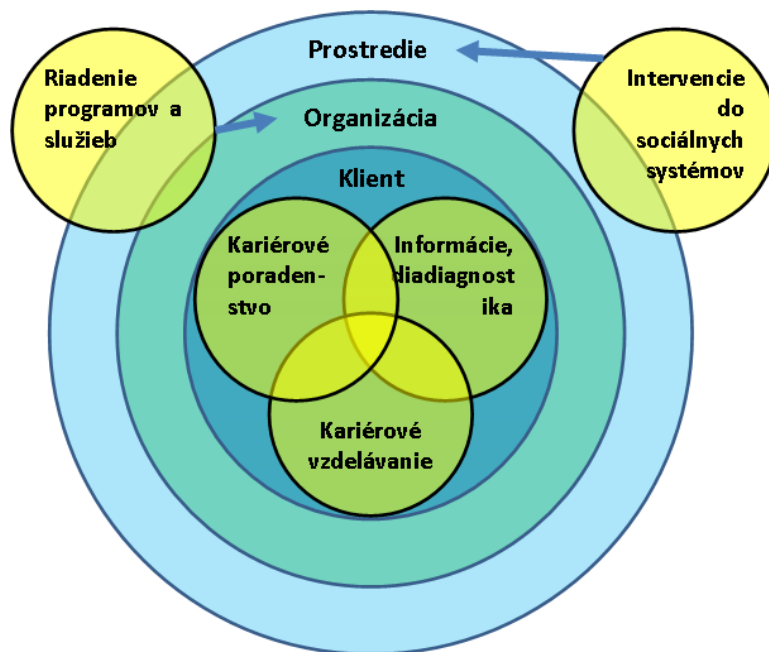 Prostredie
Riadenie
programov a
služieb
Intervencie
do
sociálnych
systémov
Organizácia
Klient
Kariérové
poraden-
stvo
Informácie,
diadiagnost
ika
Kariérové
vzdelávanie